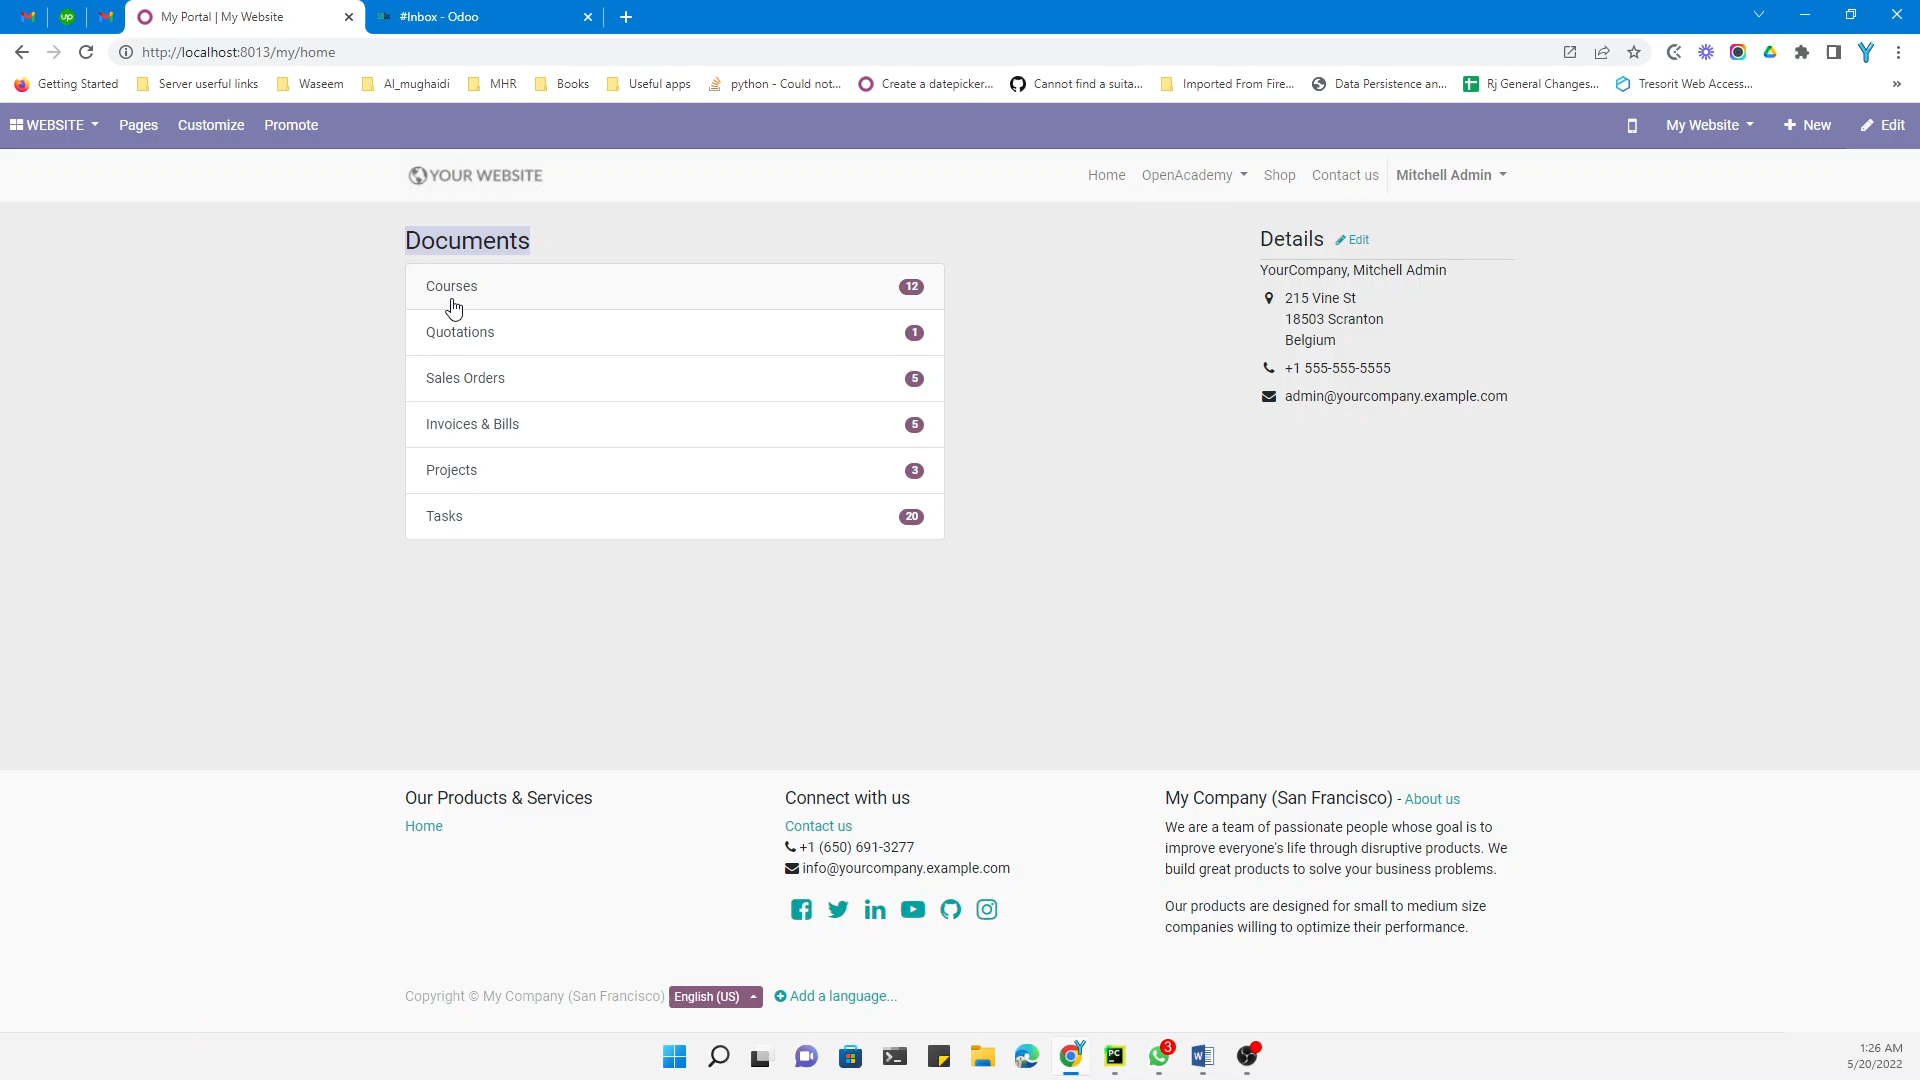 My Portal | My Website
#Inbox - Odoo
http://localhost:8013/my/home
Getting Started
Server userful links
Waseem
Al_mughaidi
MHR
Books
Useful apps
python - Could not...
Create a datepicker...
Cannot find a suita...
Imported From Fire...
Data Persistence an...
Rj General Changes...
Tresorit Web Access...
»
WEBSITE
Pages
Customize
Promote
My Website
New
Edit
YOUR WEBSITE
Home
OpenAcademy
Shop
Contact us
Mitchell Admin
Documents
Courses 12
Quotations 1
Sales Orders 5
Invoices & Bills 5
Projects 3
Tasks 20
Details Edit
YourCompany, Mitchell Admin
215 Vine St
18503 Scranton
Belgium
+1 555-555-5555
admin@yourcompany.example.com
Our Products & Services
Home
Connect with us
Contact us
+1 (650) 691-3277
info@yourcompany.example.com
My Company (San Francisco) - About us
We are a team of passionate people whose goal is to
improve everyone's life through disruptive products. We
build great products to solve your business problems.
Our products are designed for small to medium size
companies willing to optimize their performance.
Copyright © My Company (San Francisco) English (US) Add a language...
3
1:26 AM
5/20/2022